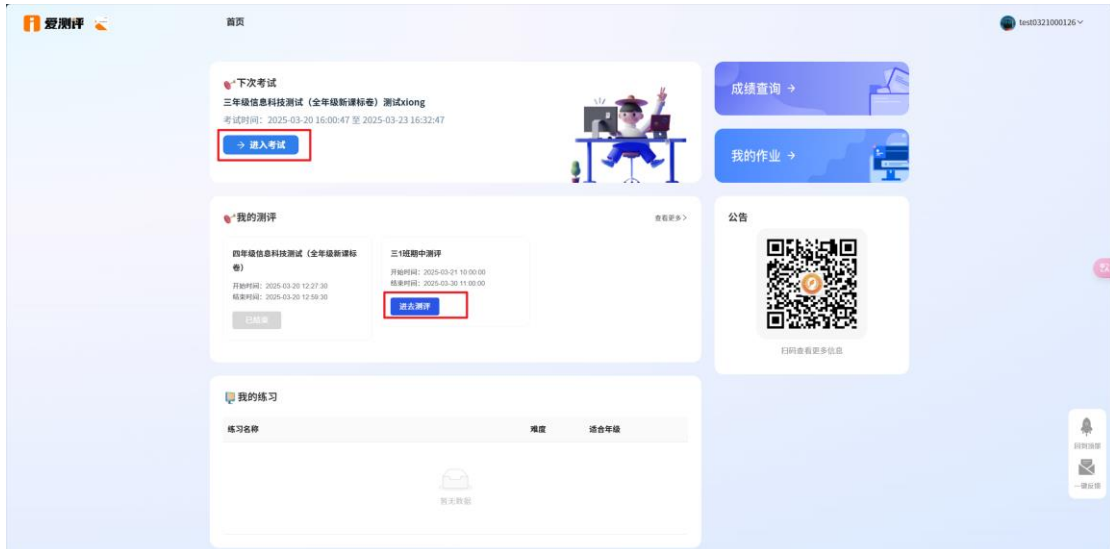 爱测评
首页
test0321000126
下次考试
三年级信息科技测试（全年级新课标卷）测试xiong
考试时间：2025-03-20 16:00:47 至 2025-03-23 16:32:47
→ 进入考试
成绩查询 →
我的作业 →
我的测评
查看更多>
四年级信息科技测试（全年级新课标
卷）
开始时间：2025-03-20 12:27:30
结束时间：2025-03-20 12:59:30
已结束
三1班期中测评
开始时间：2025-03-21 10:00:00
结束时间：2025-03-30 11:00:00
进去测评
公告
扫码查看更多信息
我的练习
练习名称 难度 适合年级
暂无数据
回到顶部
一键反馈